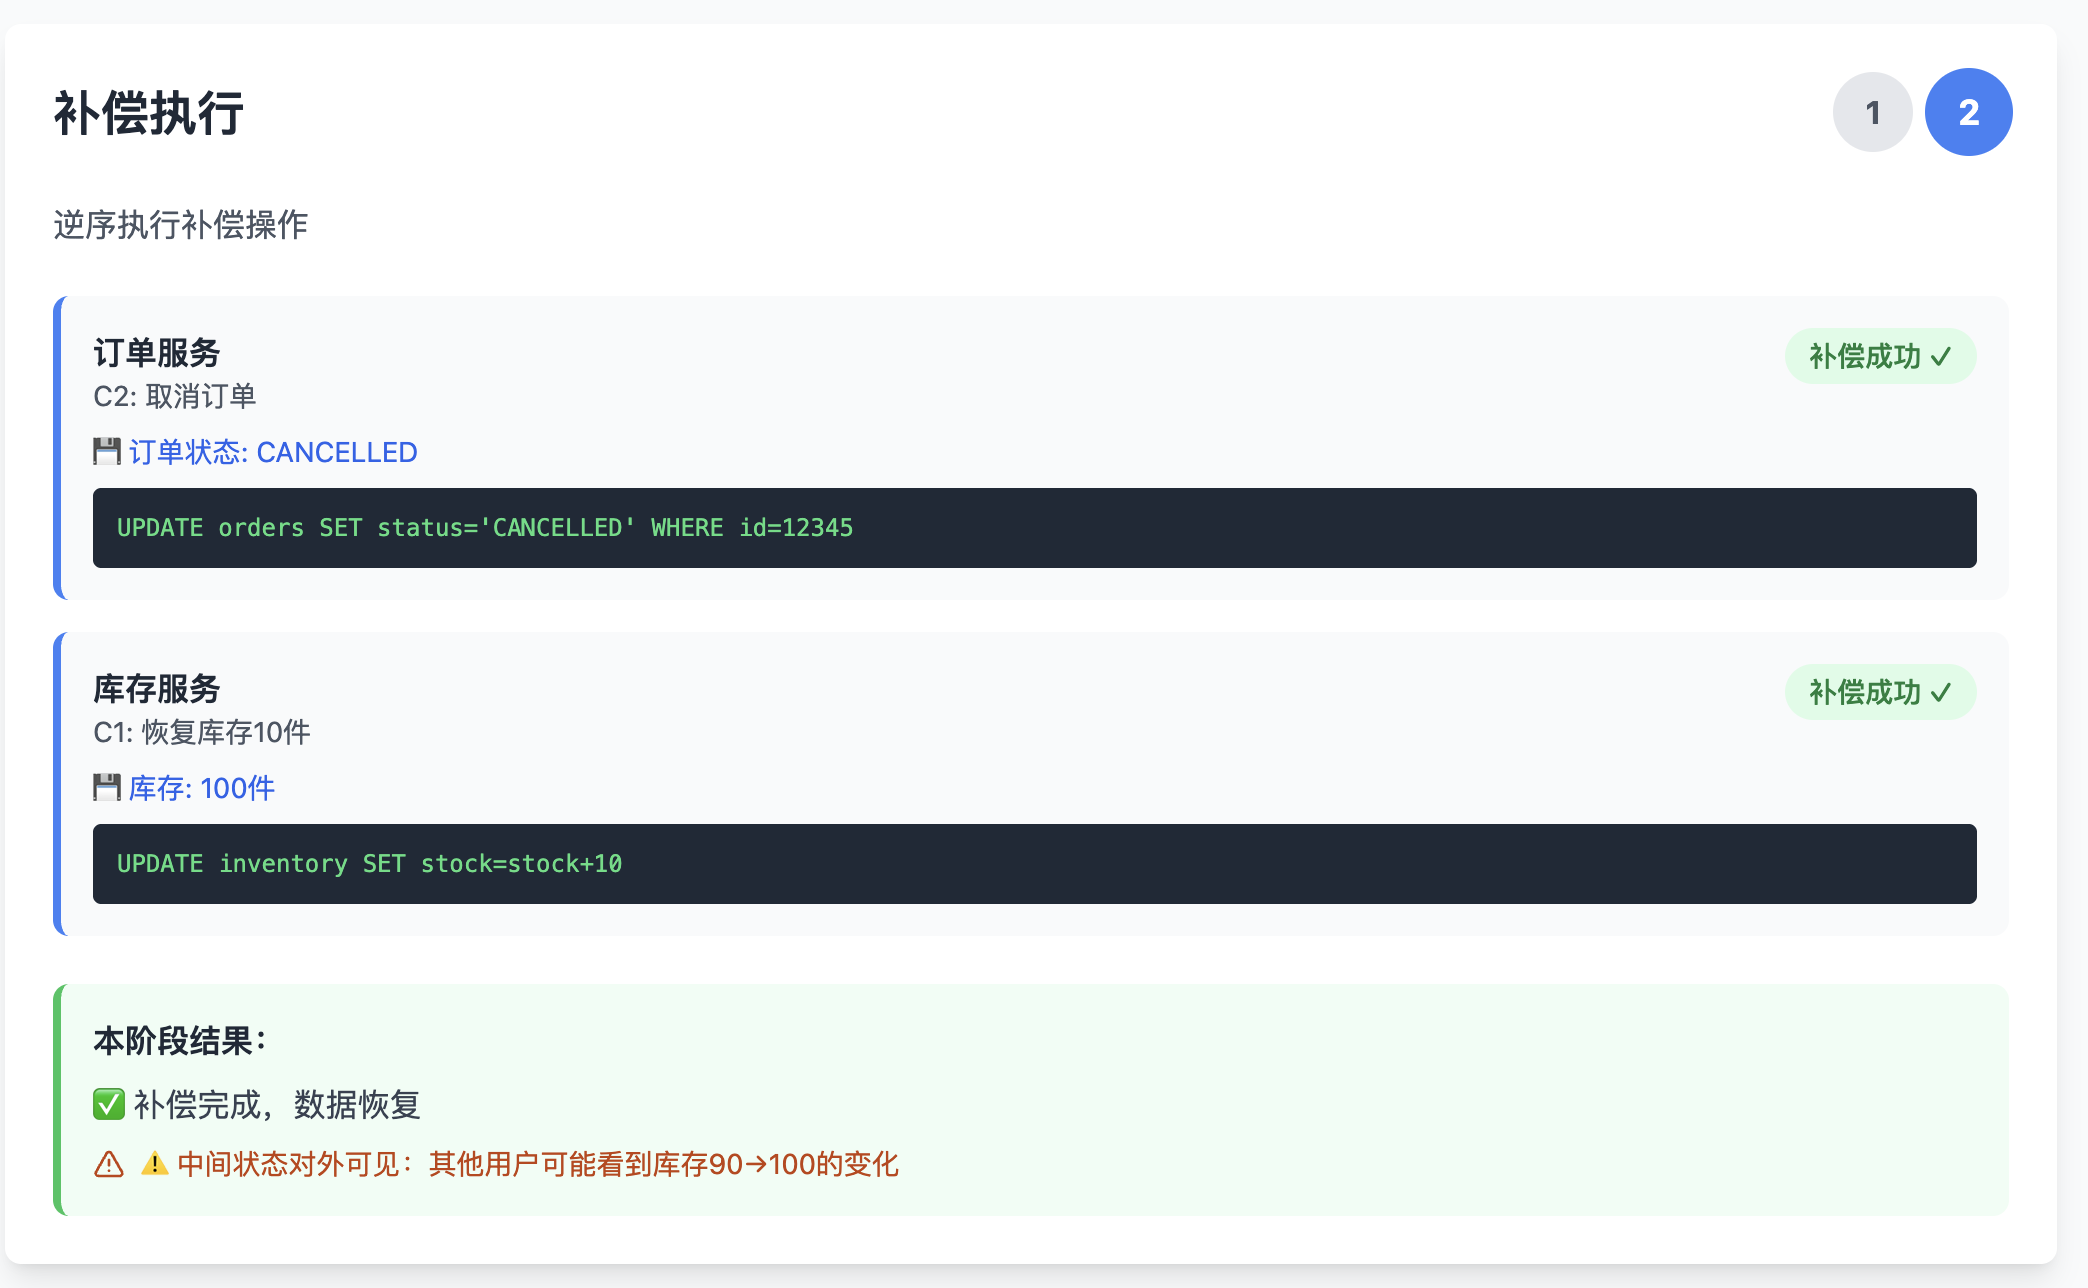 补偿执行
1 2
逆序执行补偿操作
订单服务
补偿成功 ✓
C2: 取消订单
💾 订单状态: CANCELLED
UPDATE orders SET status='CANCELLED' WHERE id=12345
库存服务
补偿成功 ✓
C1: 恢复库存10件
💾 库存: 100件
UPDATE inventory SET stock=stock+10
本阶段结果：
✅ 补偿完成，数据恢复
⚠ ⚠️ 中间状态对外可见：其他用户可能看到库存90→100的变化